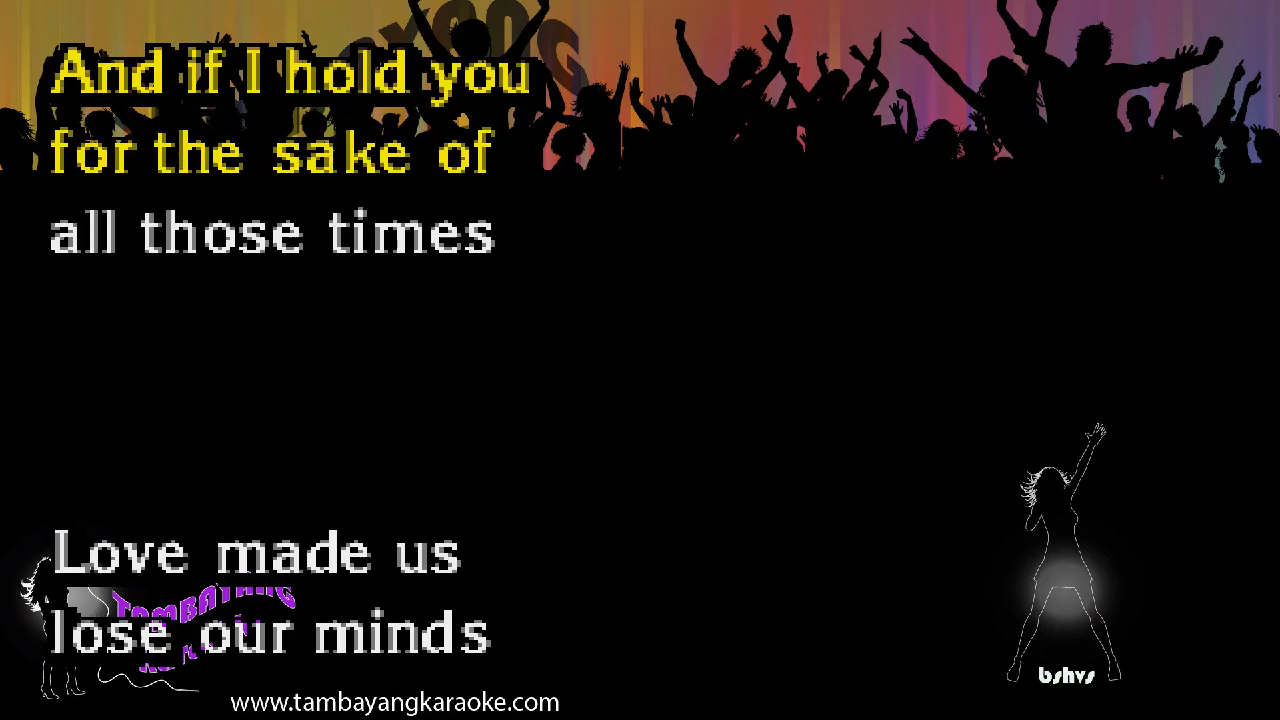 And if I hold you
for the sake of
all those times
Love made us
lose our minds
TAMBAYANG
www.tambayangkaraoke.com
bshvs